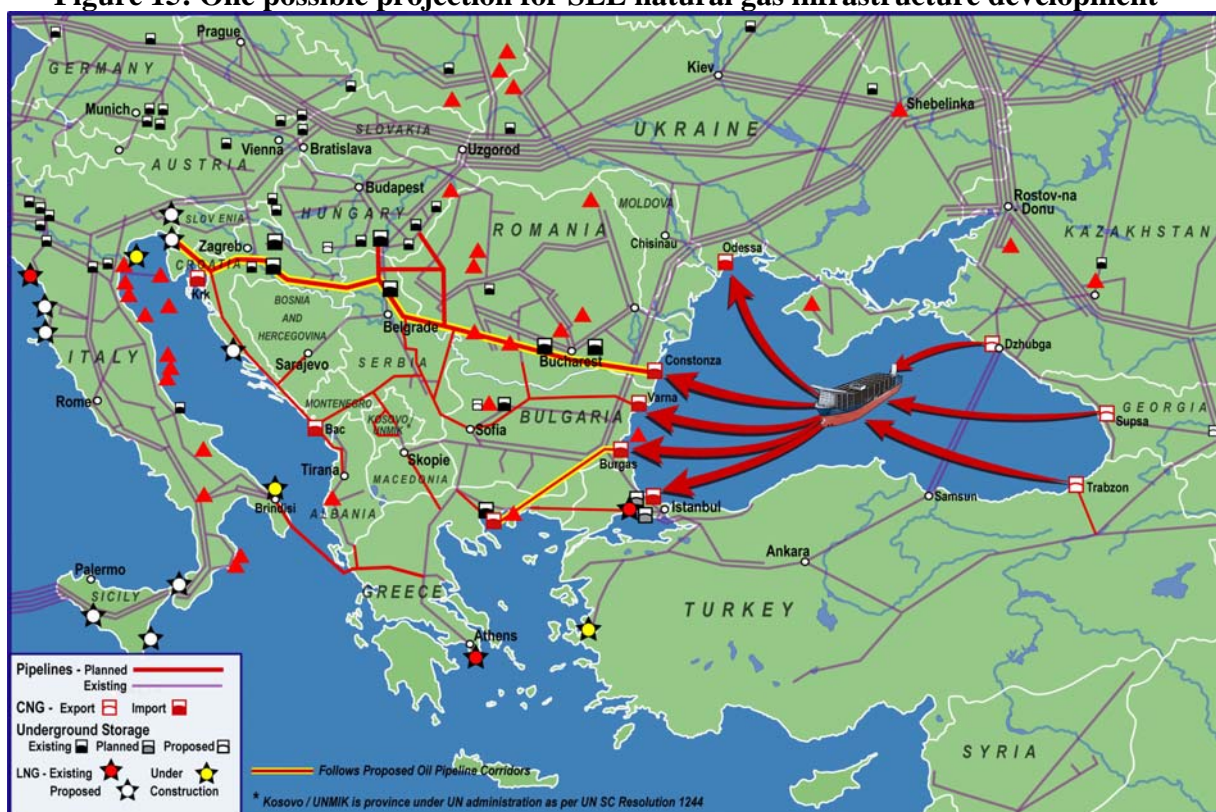 Figure 15: One possible projection for SEE natural gas infrastructure development
Prague
GERMANY
Kiev
Shebelinka
Munich
SLOVAKIA
UKRAINE
Vienna
Bratislava
Uzgorod
AUSTRIA
Budapest
Rostov-na
Donu
HUNGARY
MOLDOVA
SLOVENIA
ROMANIA
Chisinau
KAZAKHSTAN
Zagreb
Odessa
CROATIA
Krk
BOSNIA
AND
HERCEGOVINA
Belgrade
Dzhubga
ITALY
Sarajevo
SERBIA
Bucharest
Constonza
Rome
MONTENEGRO
Varna
GEORGIA
KOSOVO
UNMIK *
BULGARIA
Supsa
Bac
Sofia
Tirana
Skopie
Burgas
MACEDONIA
Trabzon
Samsun
Brindisi
ALBANIA
Istanbul
Ankara
Palermo
SICILY
GREECE
TURKEY
Athens
SYRIA
Pipelines - Planned
Existing
CNG - Export Import
Underground Storage
Existing Planned Proposed
LNG - Existing Under
Proposed Construction
Follows Proposed Oil Pipeline Corridors
* Kosovo / UNMIK is province under UN administration as per UN SC Resolution 1244